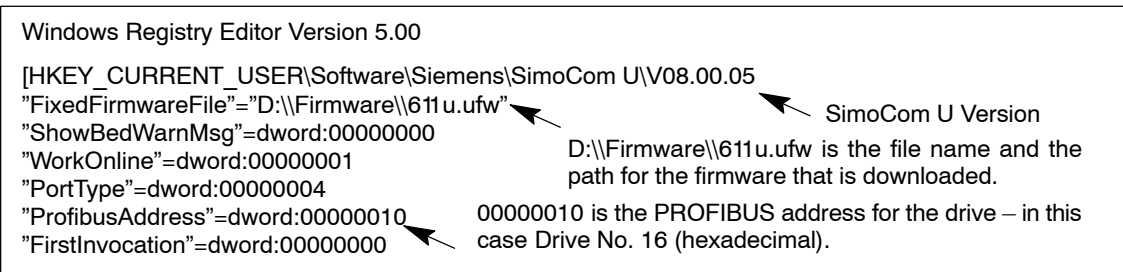 Windows Registry Editor Version 5.00
[HKEY_CURRENT_USER\Software\Siemens\SimoCom U\V08.00.05
”FixedFirmwareFile”=”D:\\Firmware\\611u.ufw”
SimoCom U Version
”ShowBedWarnMsg”=dword:00000000
D:\\Firmware\\611u.ufw is the file name and the
”WorkOnline”=dword:00000001
path for the firmware that is downloaded.
”PortType”=dword:00000004
”ProfibusAddress”=dword:00000010
00000010 is the PROFIBUS address for the drive – in this
”FirstInvocation”=dword:00000000
case Drive No. 16 (hexadecimal).